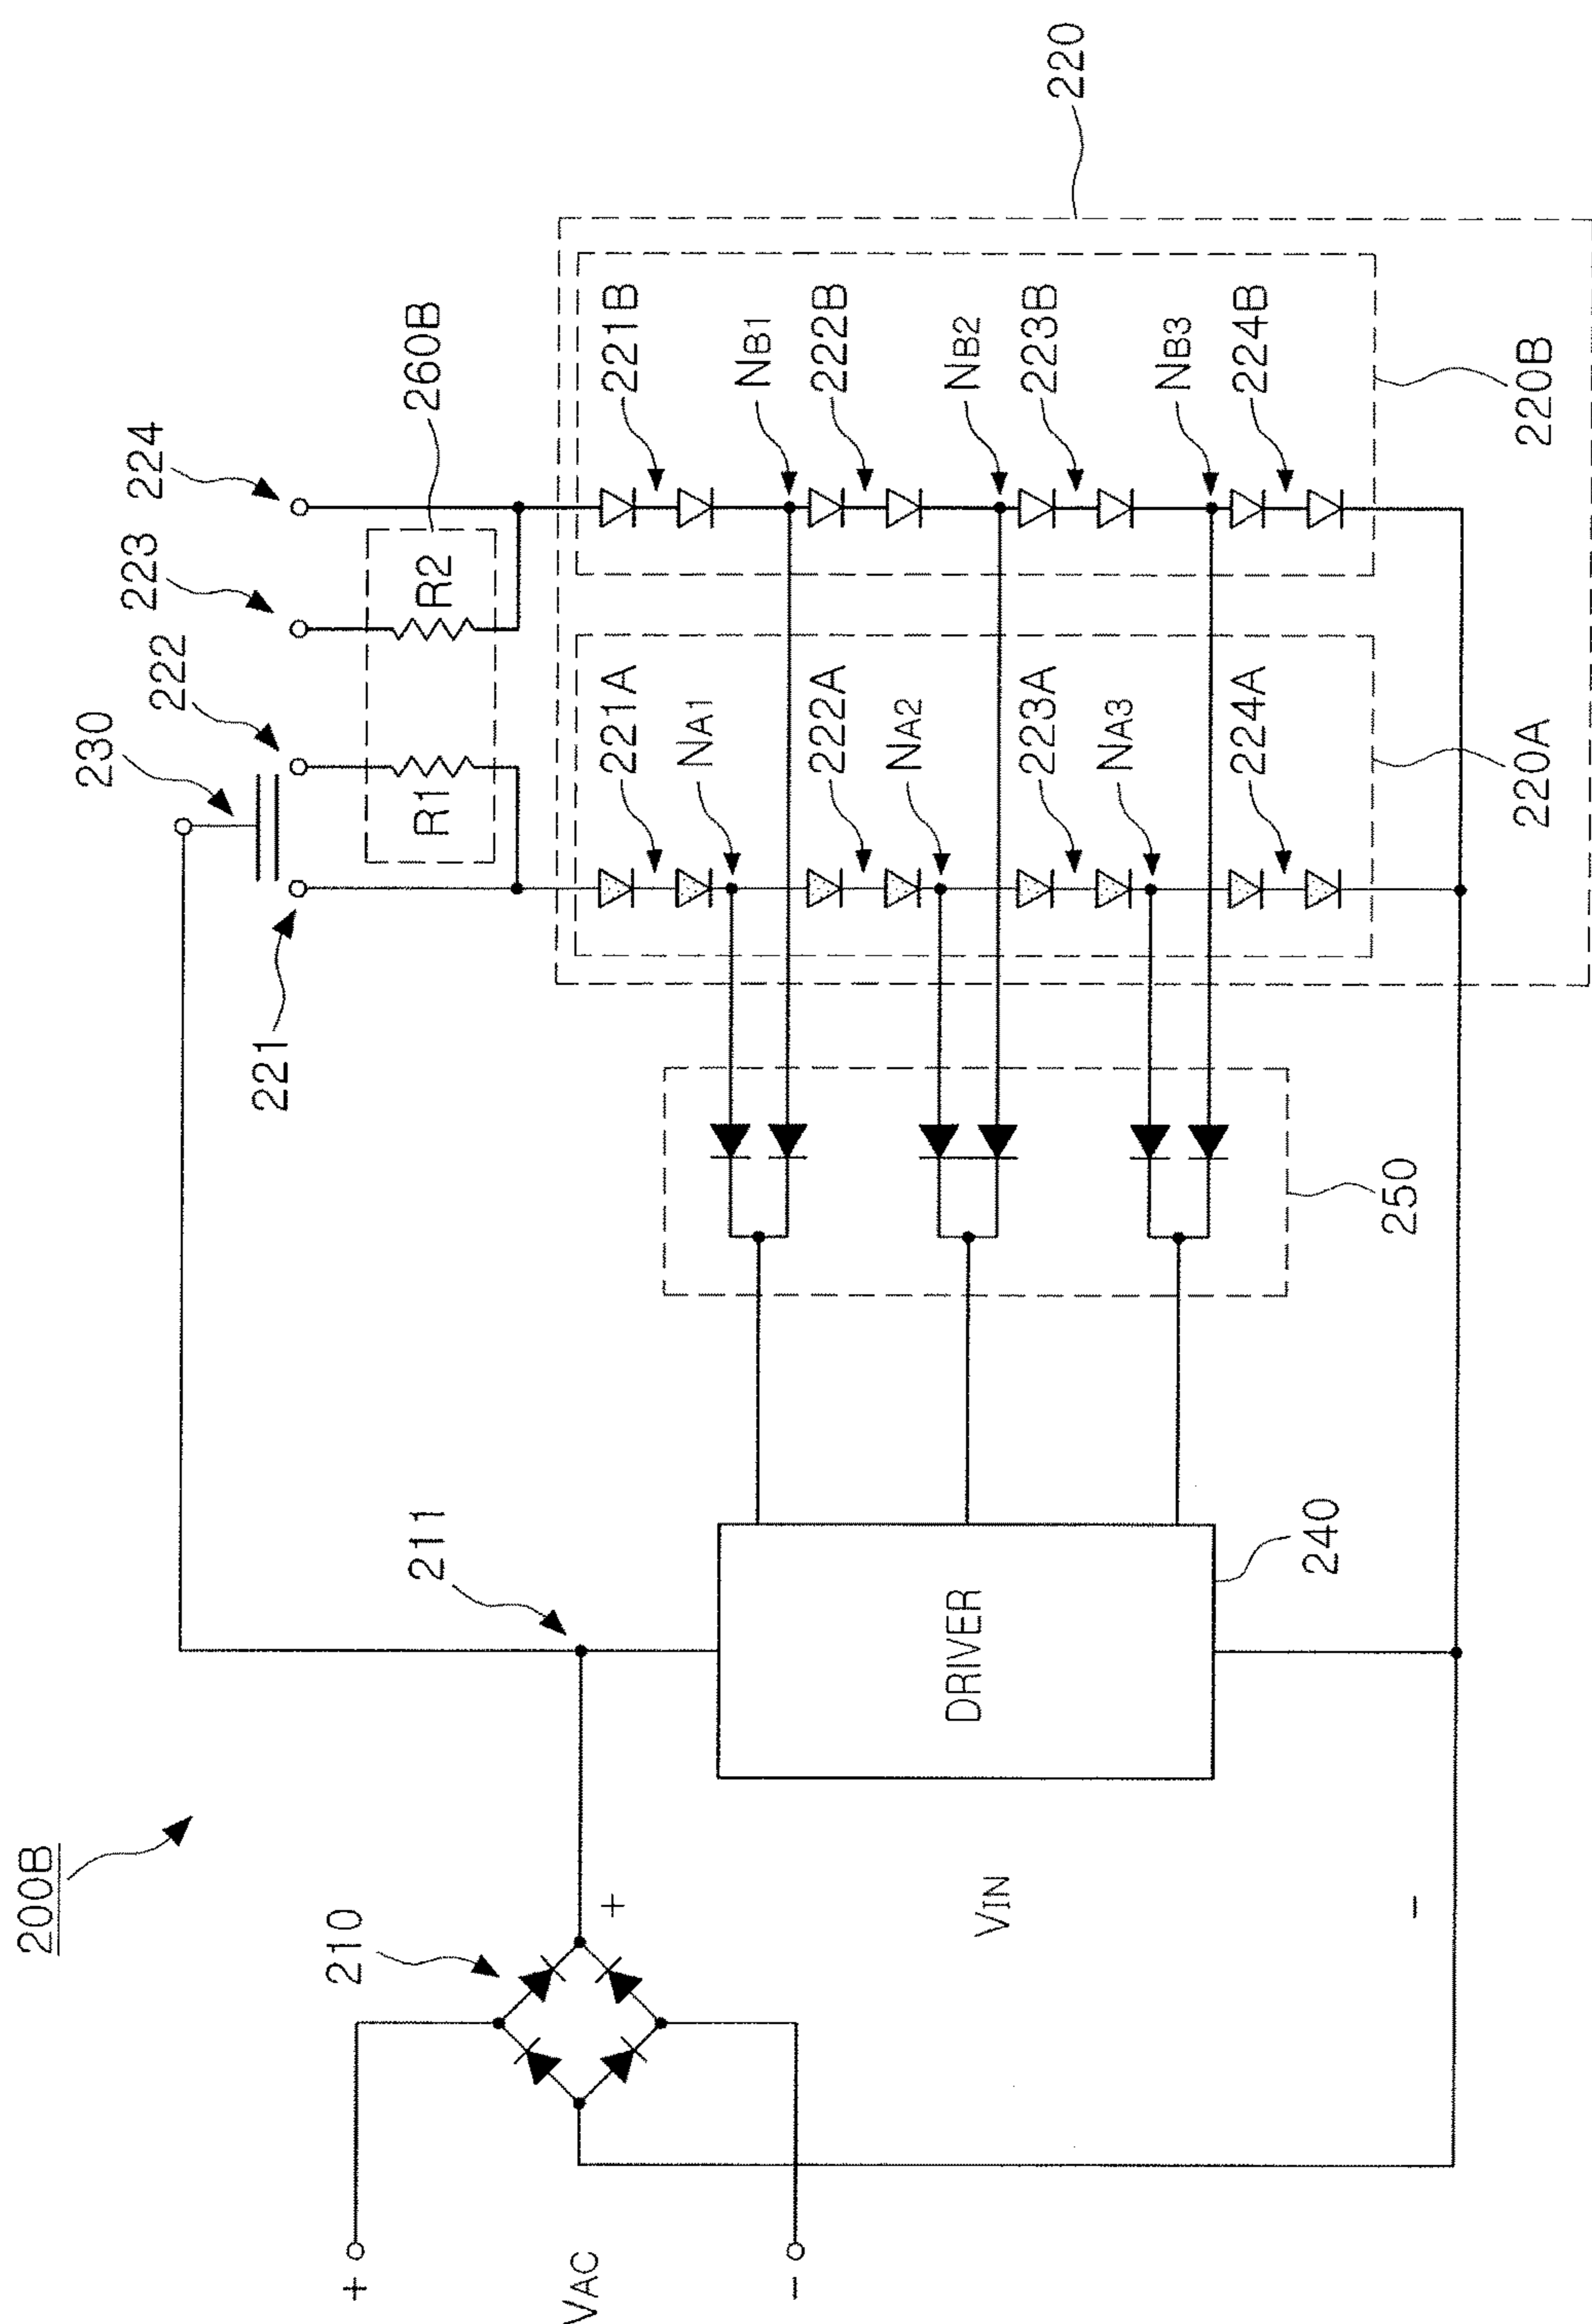 200B
VAC
+
-
210
+
VIN
-
211
DRIVER
240
250
230
221
222
223
224
R1
R2
260B
220
221A
NA1
222A
NA2
223A
NA3
224A
220A
221B
NB1
222B
NB2
223B
NB3
224B
220B